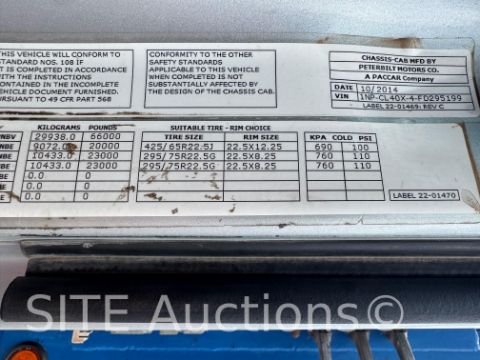 THIS VEHICLE WILL CONFORM TO
STANDARD NOS. 108 IF
IT IS COMPLETED IN ACCORDANCE
WITH THE INSTRUCTIONS
CONTAINED IN THE INCOMPLETE
VEHICLE DOCUMENT FURNISHED.
PURSUANT TO 49 CFR PART 568
CONFORMITY TO THE OTHER
SAFETY STANDARDS
APPLICABLE TO THIS VEHICLE
WHEN COMPLETED IS NOT
SUBSTANTIALLY AFFECTED BY
THE DESIGN OF THE CHASSIS CAB.
CHASSIS-CAB MFD BY
PETERBILT MOTORS CO.
A PACCAR Company
DATE 10/2014
VIN 1NP-CL40X-4-FD295199
LABEL 22-01469: REV C
KILOGRAMS POUNDS SUITABLE TIRE - RIM CHOICE KPA COLD PSI
TIRE SIZE RIM SIZE
29938.0 66000
9072.0 20000 425/65R22.5J 22.5X12.25 690 100
10433.0 23000 295/75R22.5G 22.5X8.25 760 110
10433.0 23000 295/75R22.5G 22.5X8.25 760 110
0.0
0.0
0.0
LABEL 22-01470
SITE Auctions.com®